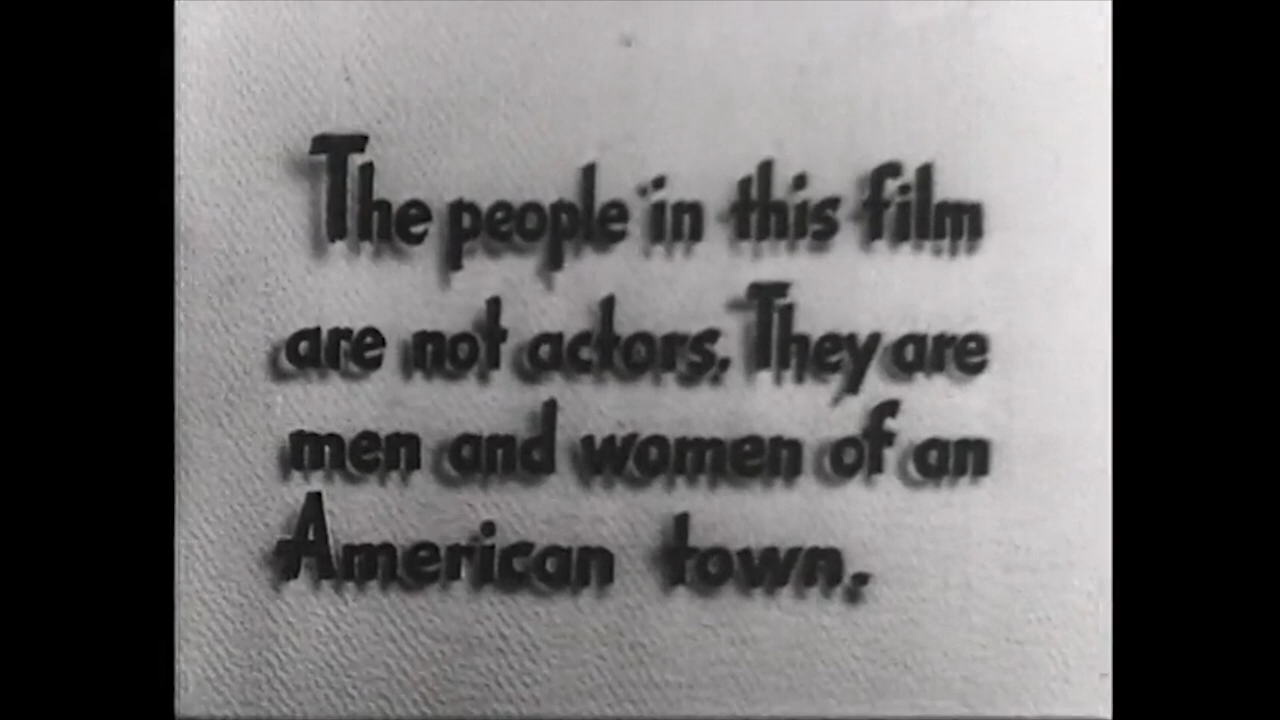 The people in this film
are not actors. They are
men and women of an
American town.